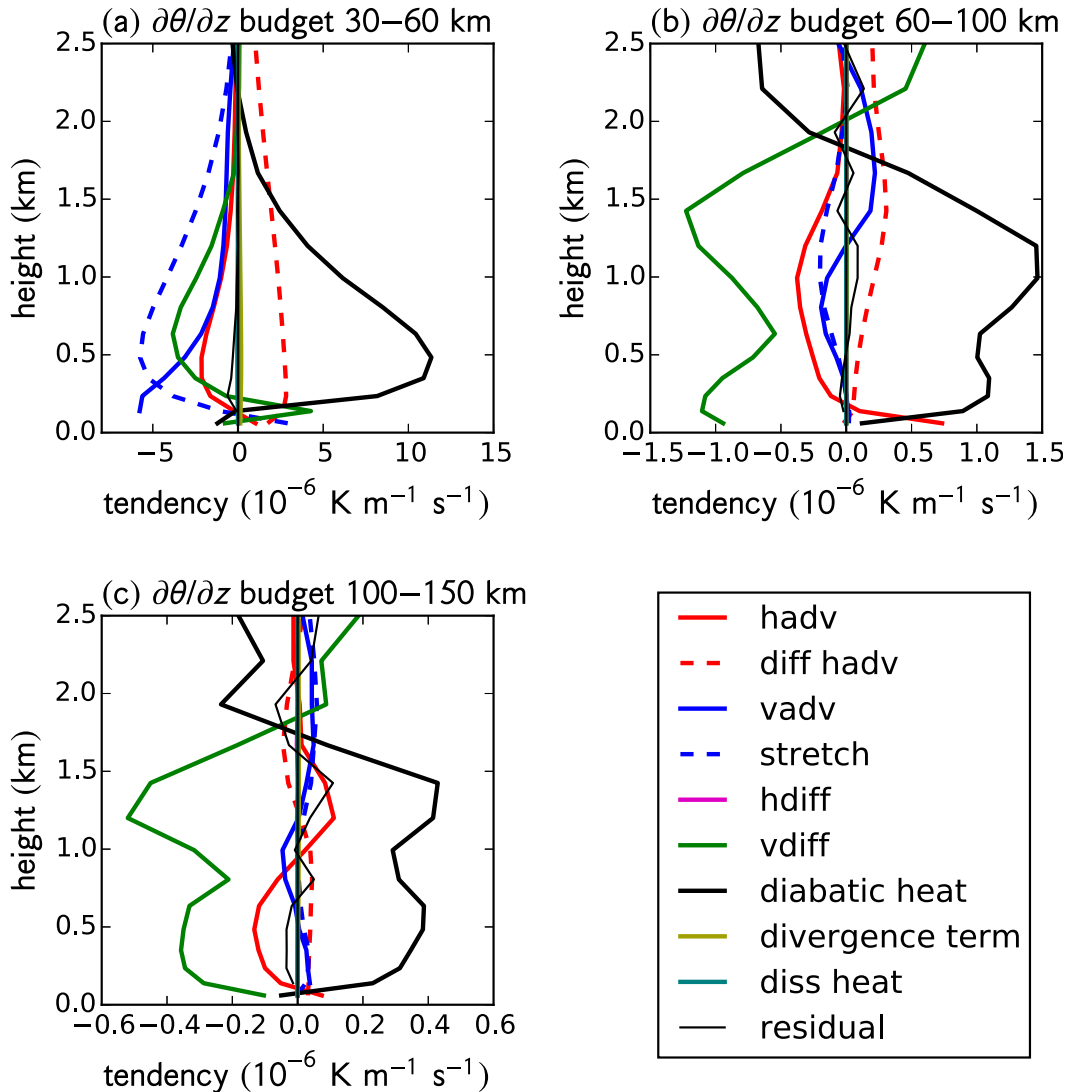 (a) ∂θ/∂z budget 30−60 km
2.5
2.0
1.5
1.0
0.5
0.0
height (km)
−5 0 5 10 15
tendency (10⁻⁶ K m⁻¹ s⁻¹)
(b) ∂θ/∂z budget 60−100 km
2.5
2.0
1.5
1.0
0.5
0.0
height (km)
−1.5 −1.0 −0.5 0.0 0.5 1.0 1.5
tendency (10⁻⁶ K m⁻¹ s⁻¹)
(c) ∂θ/∂z budget 100−150 km
2.5
2.0
1.5
1.0
0.5
0.0
height (km)
−0.6 −0.4 −0.2 0.0 0.2 0.4 0.6
tendency (10⁻⁶ K m⁻¹ s⁻¹)
hadv
diff hadv
vadv
stretch
hdiff
vdiff
diabatic heat
divergence term
diss heat
residual